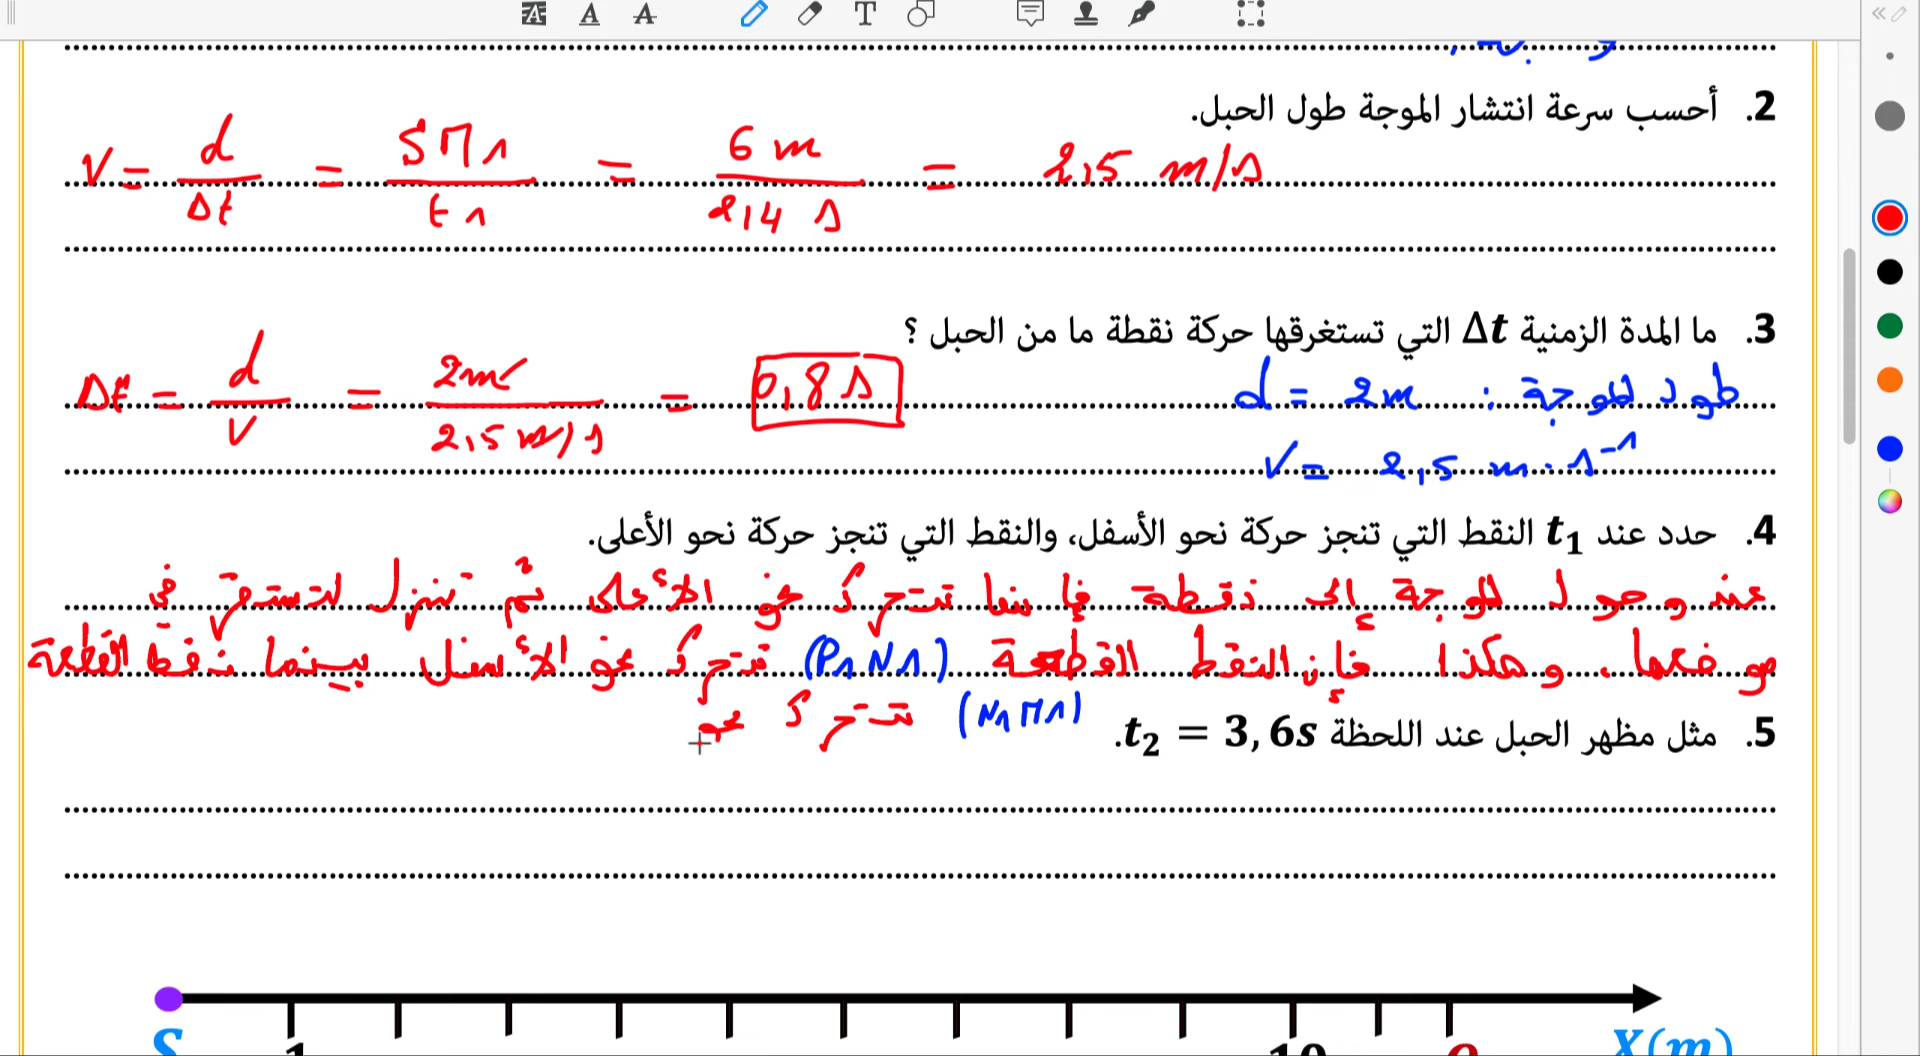 2. أحسب سرعة انتشار الموجة طول الحبل.
V = d/Δt = SM1/t1 = 6 m/2,4 s = 2,5 m/s
3. ما المدة الزمنية Δt التي تستغرقها حركة نقطة ما من الحبل ؟
طول الموجة : d = 2m
Δt = d/V = 2m/2,5 m/s = 0,8 s
V = 2,5 m.s⁻¹
4. حدد عند t₁ النقط التي تنجز حركة نحو الأسفل، والنقط التي تنجز حركة نحو الأعلى.
عند وصول الموجة إلى نقطة فإنها تتحرك نحو الأعلى ثم تنزل لتستقر في
موضعها، وهكذا فإن النقط القطعة (P1N1) تتحرك نحو الأسفل بينما نقط القطعة
(N1M1) تتحرك نحو
5. مثل مظهر الحبل عند اللحظة t₂ = 3,6s.
S 1 10 X(m)